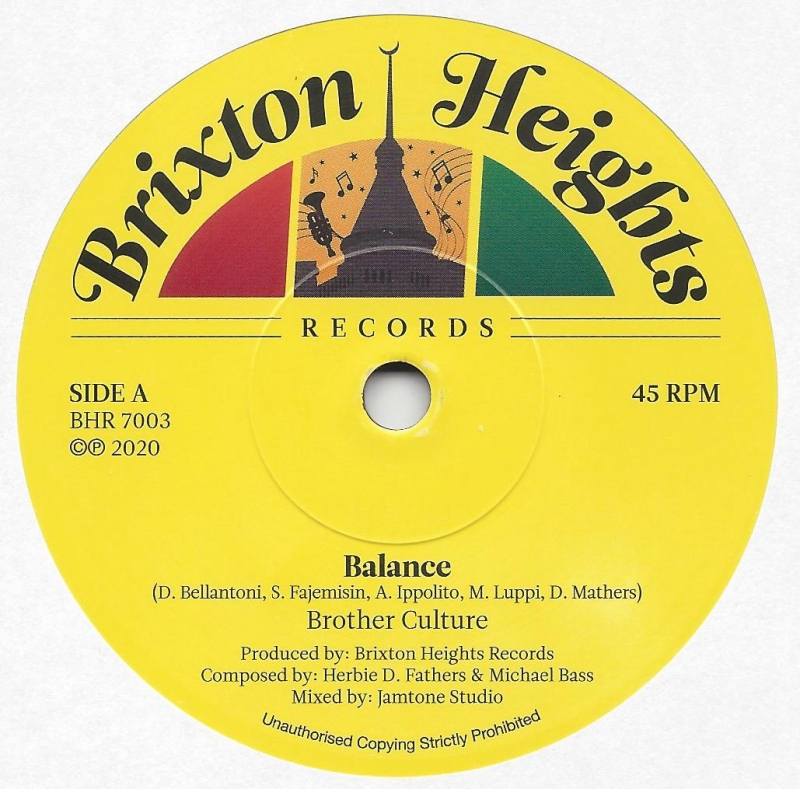 Brixton Heights
RECORDS
SIDE A
45 RPM
BHR 7003
©℗ 2020
Balance
(D. Bellantoni, S. Fajemisin, A. Ippolito, M. Luppi, D. Mathers)
Brother Culture
Produced by: Brixton Heights Records
Composed by: Herbie D. Fathers & Michael Bass
Mixed by: Jamtone Studio
Unauthorised Copying Strictly Prohibited